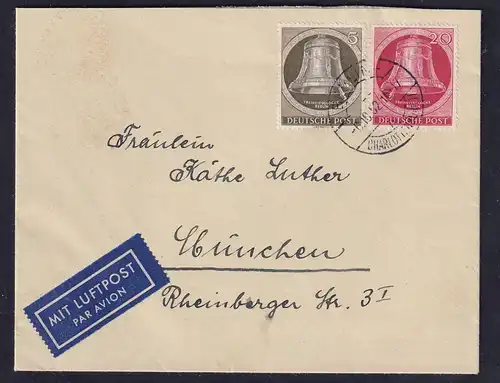 5
FREIHEITSGLOCKE
BERLIN
DEUTSCHE POST
20
FREIHEITSGLOCKE
BERLIN
DEUTSCHE POST
Fräulein
Käthe Luther
München
Rheinberger Str. 3 I
MIT LUFTPOST
PAR AVION